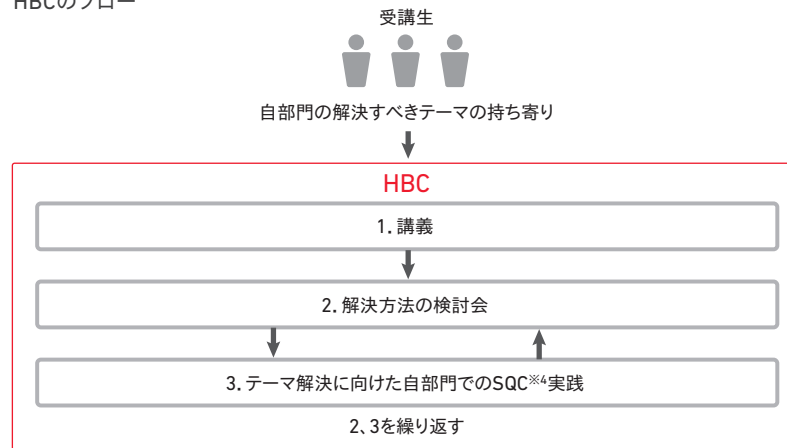 HBCのフロー
受講生
自部門の解決すべきテーマの持ち寄り
HBC
1. 講義
2. 解決方法の検討会
3. テーマ解決に向けた自部門でのSQC※4実践
2、3を繰り返す